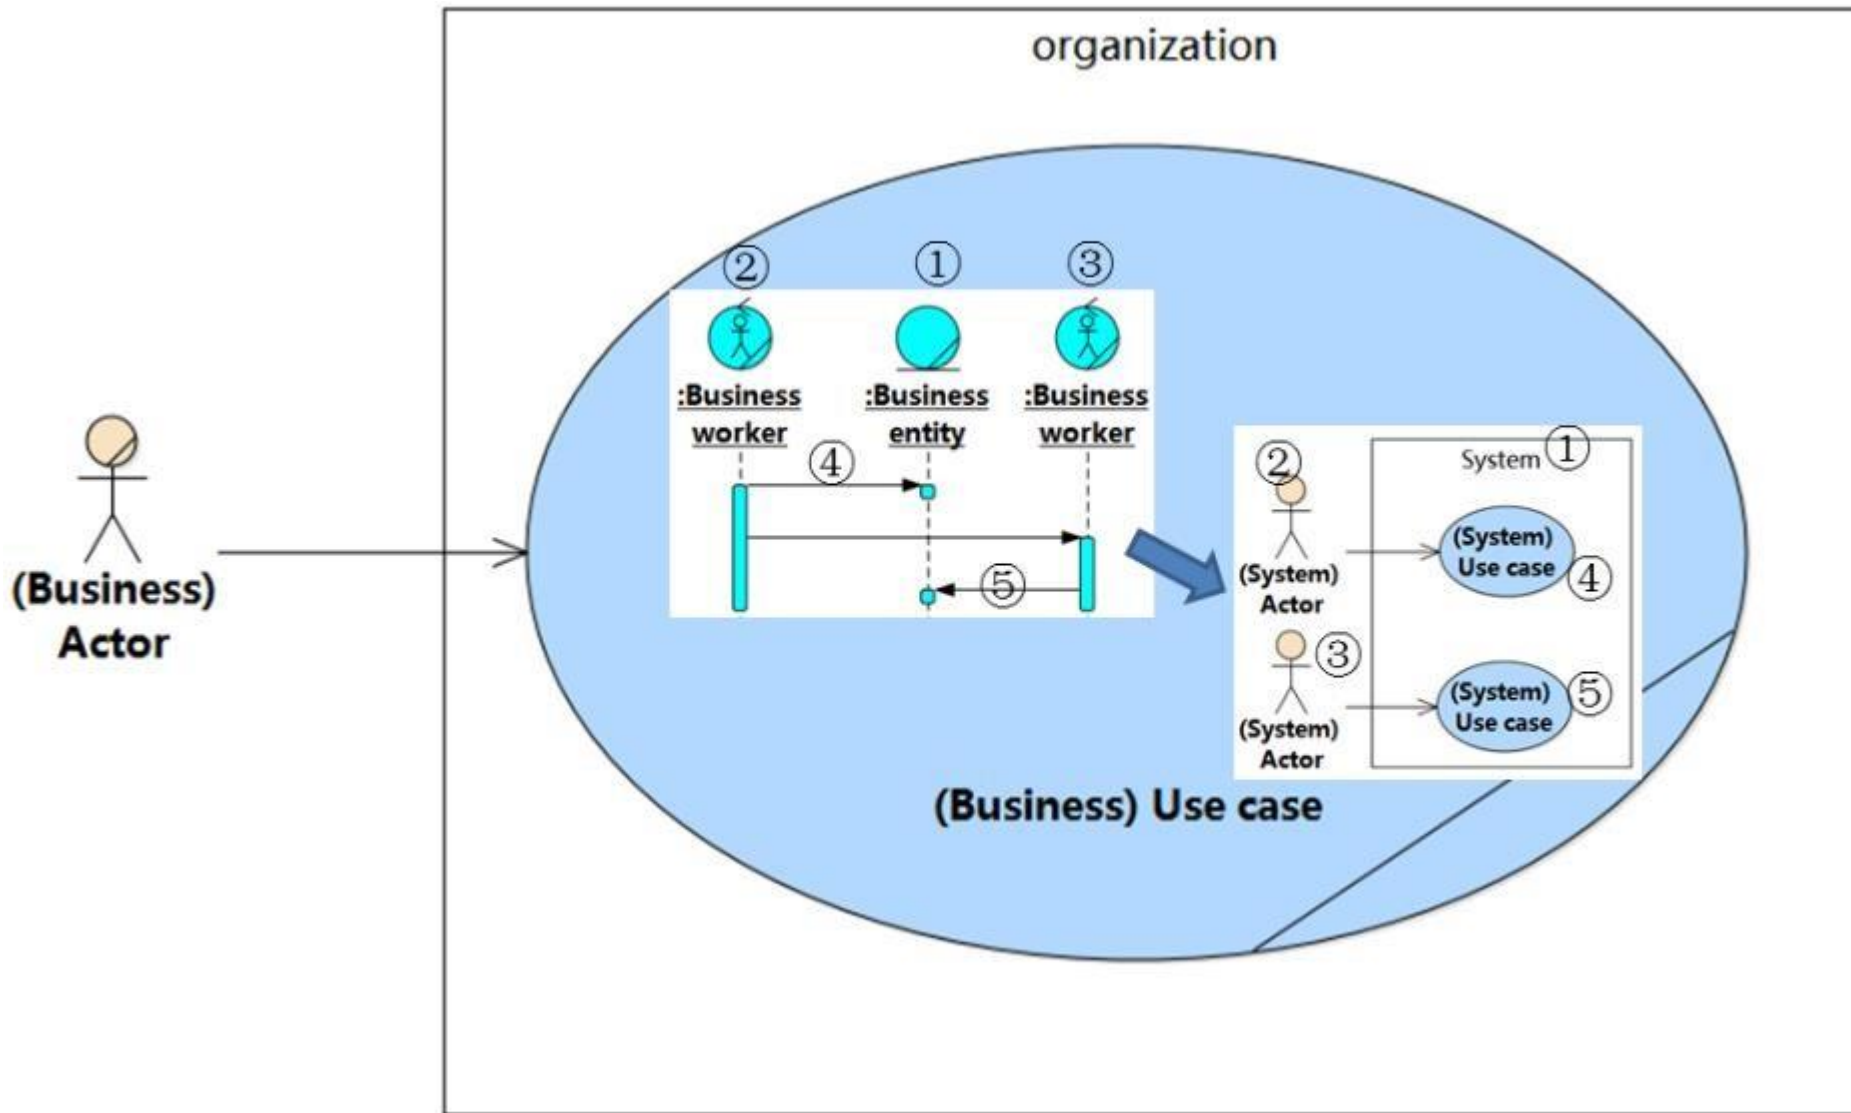 organization
② ① ③
:Business :Business :Business
worker entity worker
④
⑤
② System ①
(System)
Use case ④
(System)
Actor
③
(System)
Use case ⑤
(System)
Actor
(Business)
Actor
(Business) Use case